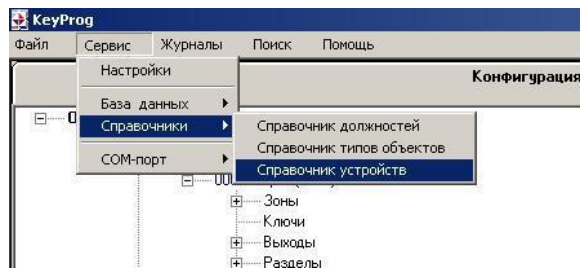 KeyProg
Файл Сервис Журналы Поиск Помощь
Настройки
Конфигурация
База данных
Справочники
Справочник должностей
Справочник типов объектов
COM-порт
Справочник устройств
Зоны
Ключи
Выходы
Разделы